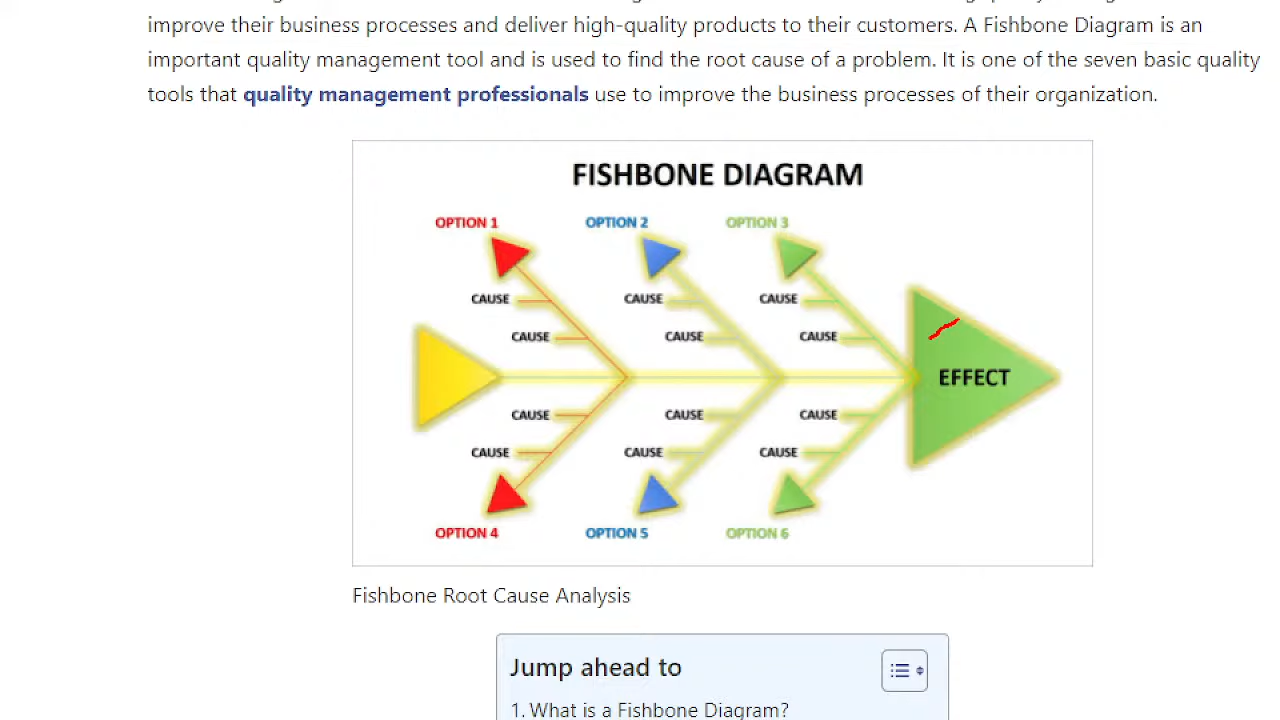 improve their business processes and deliver high-quality products to their customers. A Fishbone Diagram is an
important quality management tool and is used to find the root cause of a problem. It is one of the seven basic quality
tools that quality management professionals use to improve the business processes of their organization.
FISHBONE DIAGRAM
OPTION 1 OPTION 2 OPTION 3
CAUSE CAUSE CAUSE
CAUSE CAUSE CAUSE
EFFECT
CAUSE CAUSE CAUSE
CAUSE CAUSE CAUSE
OPTION 4 OPTION 5 OPTION 6
Fishbone Root Cause Analysis
Jump ahead to
1. What is a Fishbone Diagram?